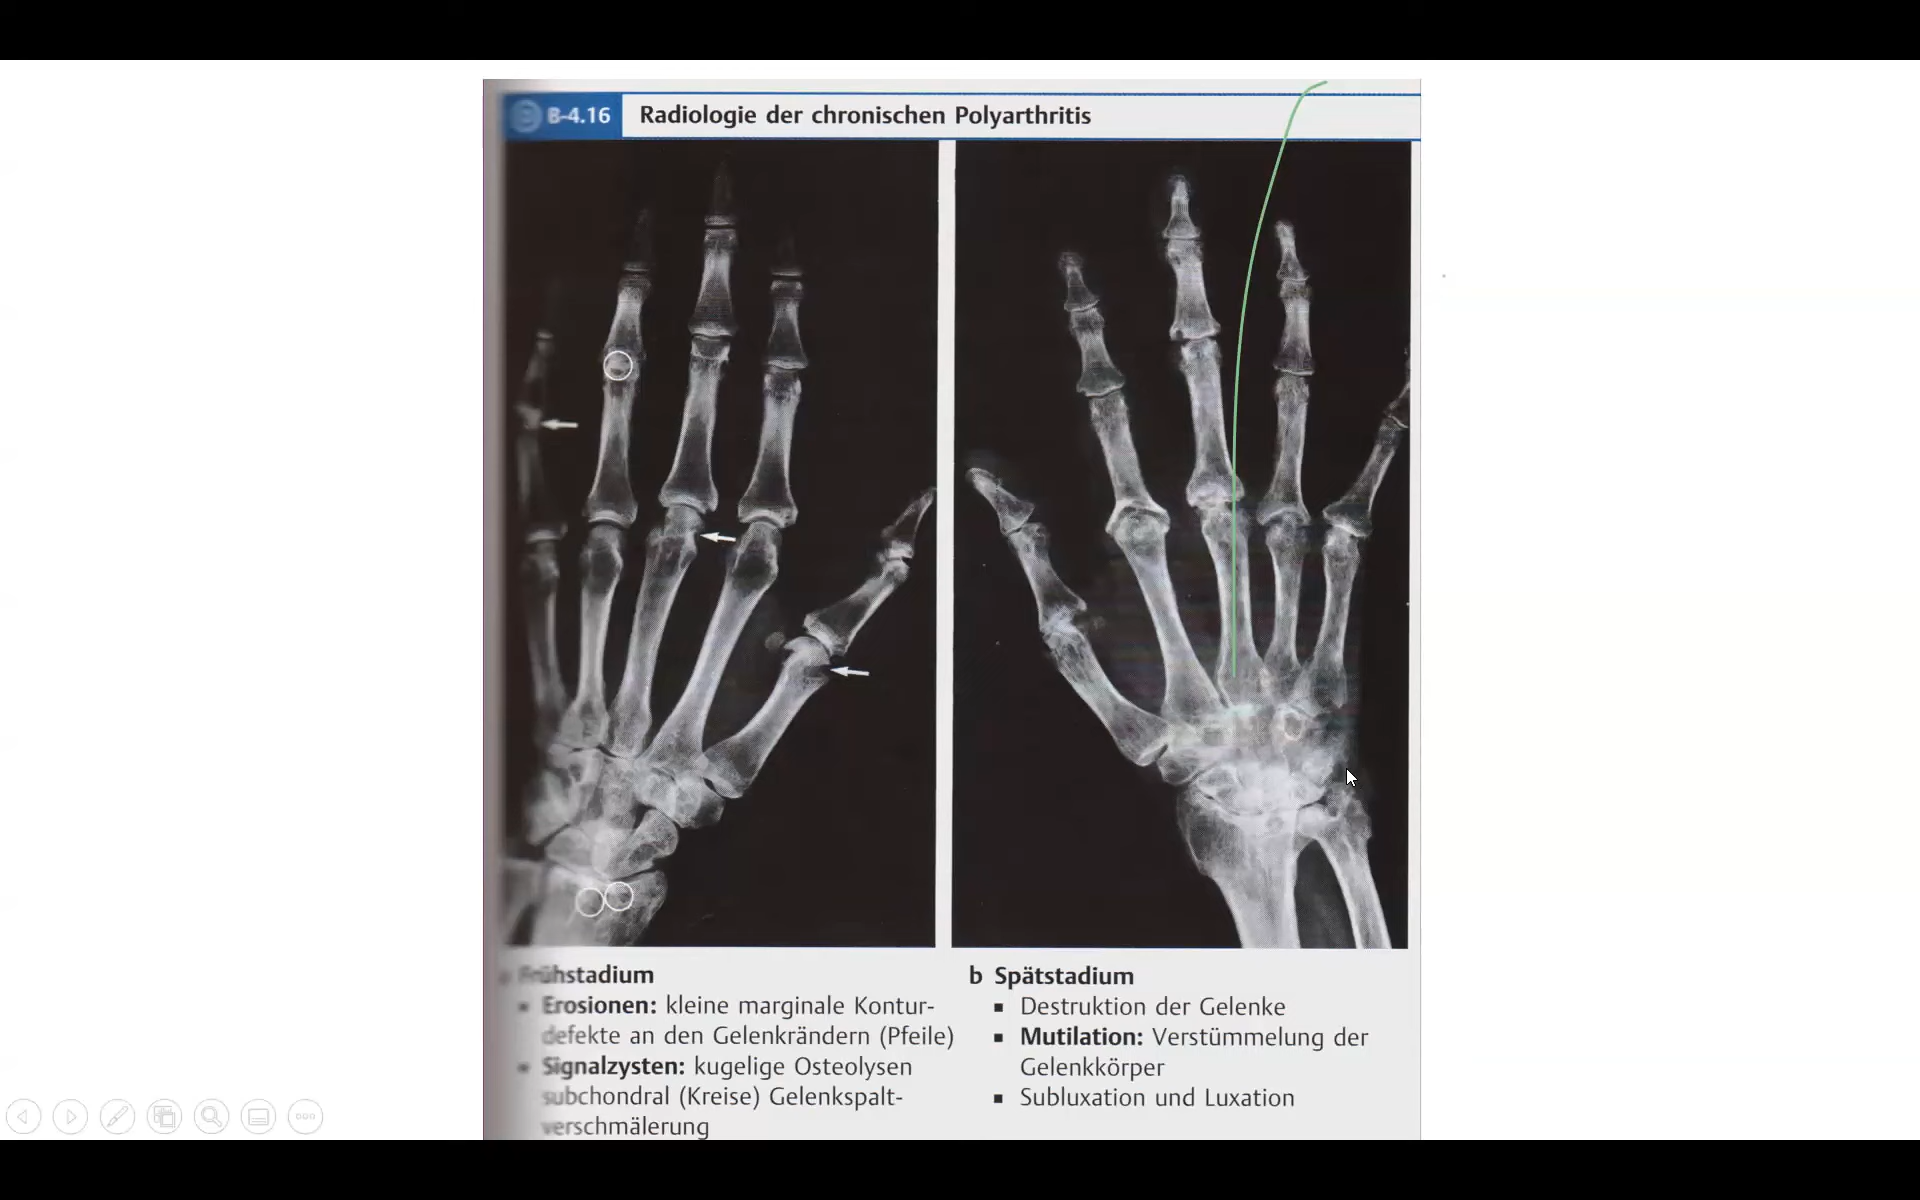 B-4.16
Radiologie der chronischen Polyarthritis
Frühstadium
▪ Erosionen: kleine marginale Kontur-
defekte an den Gelenkrändern (Pfeile)
▪ Signalzysten: kugelige Osteolysen
subchondral (Kreise) Gelenkspalt-
verschmälerung
b Spätstadium
▪ Destruktion der Gelenke
▪ Mutilation: Verstümmelung der
Gelenkkörper
▪ Subluxation und Luxation